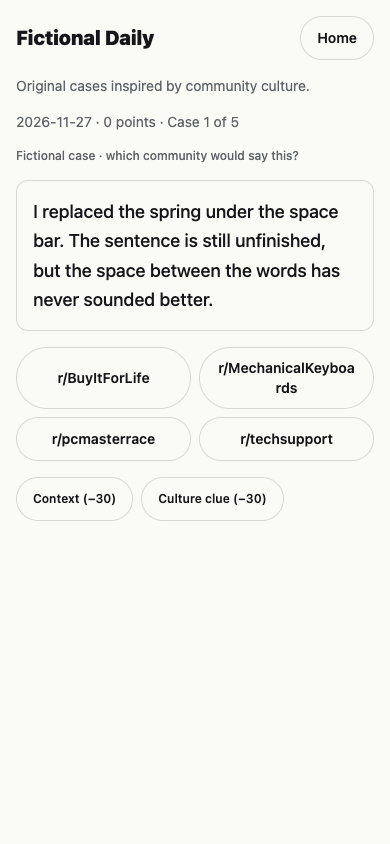 Fictional Daily
Home
Original cases inspired by community culture.
2026-11-27 · 0 points · Case 1 of 5
Fictional case · which community would say this?
I replaced the spring under the space
bar. The sentence is still unfinished,
but the space between the words has
never sounded better.
r/BuyItForLife
r/MechanicalKeyboa
rds
r/pcmasterrace
r/techsupport
Context (−30)
Culture clue (−30)